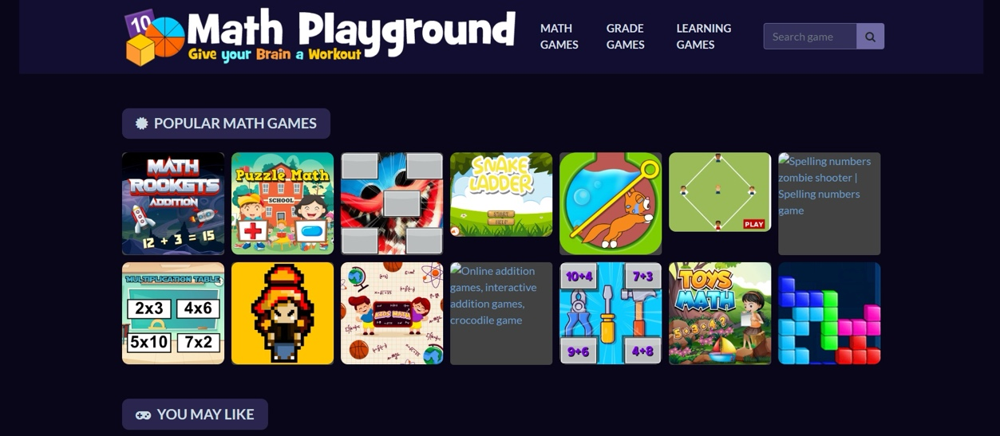 10
Math Playground
Give your Brain a Workout
MATH
GAMES
GRADE
GAMES
LEARNING
GAMES
Search game
POPULAR MATH GAMES
MATH
ROCKETS
ADDITION
12 + 3 = 15
Puzzle Math
SCHOOL
SNAKE
LADDER
START
PLAY
Spelling numbers
zombie shooter |
Spelling numbers
game
MULTIPLICATION TABLE
2x3
4x6
5x10
7x2
KIDS MATH
Online addition
games, interactive
addition games,
crocodile game
10+4
7+3
9+6
4+8
TOYS
MATH
5+3+4.?
YOU MAY LIKE